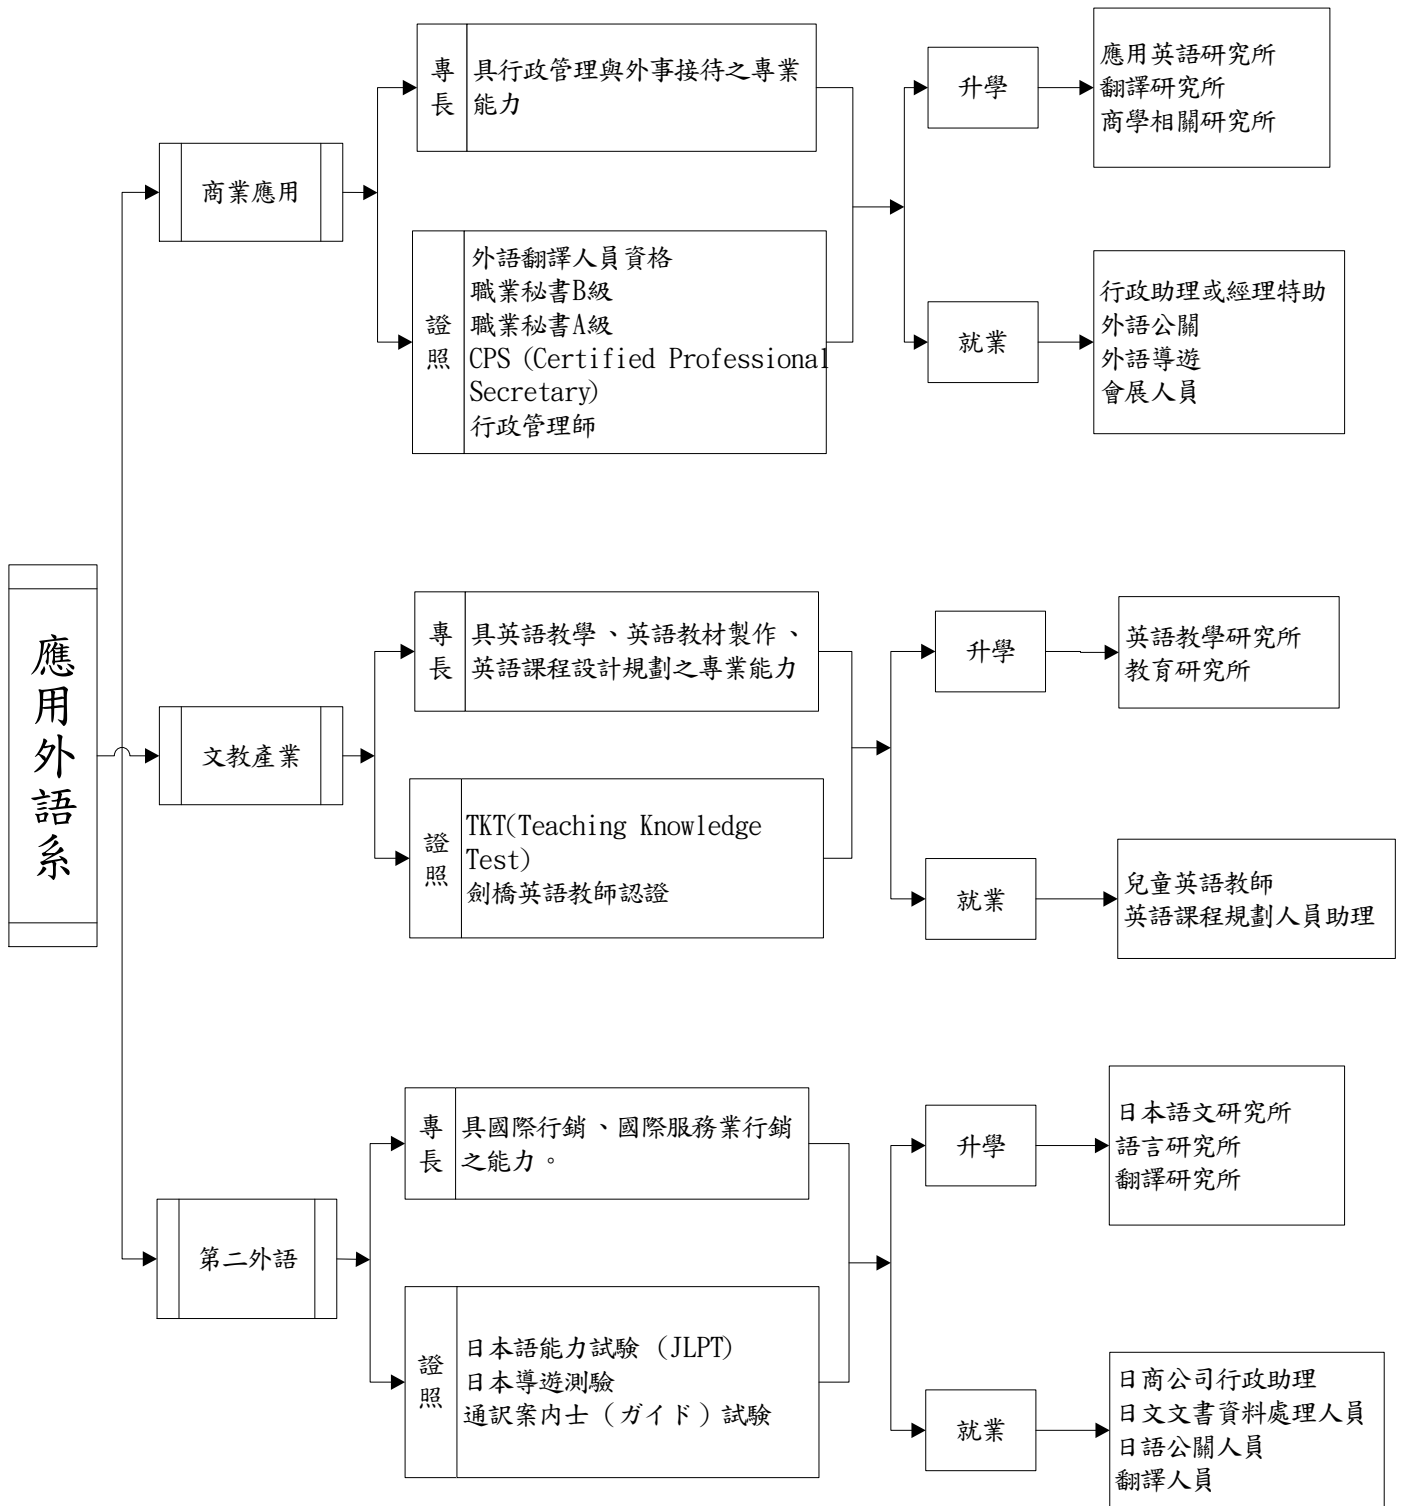 應用外語系
商業應用
專長
具行政管理與外事接待之專業
能力
證照
外語翻譯人員資格
職業秘書B級
職業秘書A級
CPS (Certified Professional
Secretary)
行政管理師
升學
應用英語研究所
翻譯研究所
商學相關研究所
就業
行政助理或經理特助
外語公關
外語導遊
會展人員
文教產業
專長
具英語教學、英語教材製作、
英語課程設計規劃之專業能力
證照
TKT(Teaching Knowledge
Test)
劍橋英語教師認證
升學
英語教學研究所
教育研究所
就業
兒童英語教師
英語課程規劃人員助理
第二外語
專長
具國際行銷、國際服務業行銷
之能力。
證照
日本語能力試驗 (JLPT)
日本導遊測驗
通訳案内士（ガイド）試験
升學
日本語文研究所
語言研究所
翻譯研究所
就業
日商公司行政助理
日文文書資料處理人員
日語公關人員
翻譯人員